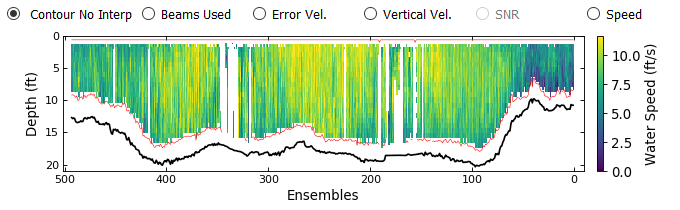 Contour No Interp Beams Used Error Vel. Vertical Vel. SNR Speed
0
5
10
15
20
Depth (ft)
500 400 300 200 100 0
Ensembles
10.0
7.5
5.0
2.5
0.0
Water Speed (ft/s)